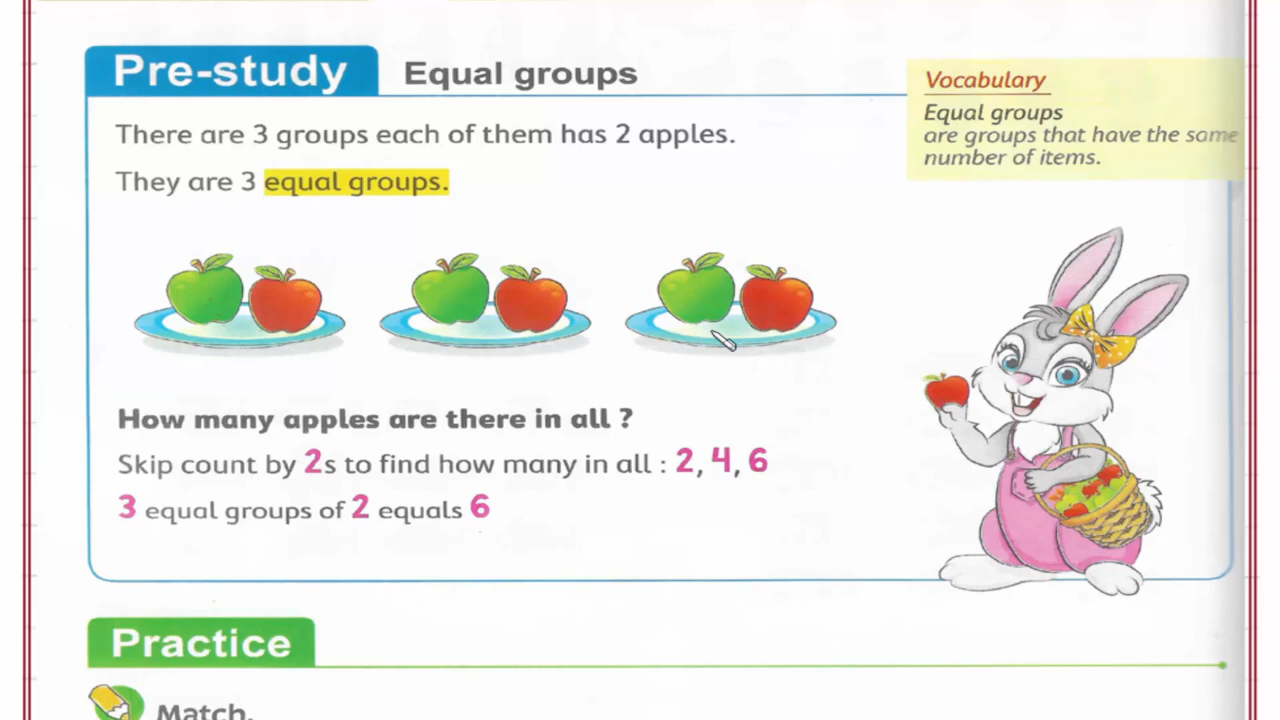 Pre-study
Equal groups
Vocabulary
Equal groups
are groups that have the same
number of items.
There are 3 groups each of them has 2 apples.
They are 3 equal groups.
How many apples are there in all ?
Skip count by 2s to find how many in all : 2, 4, 6
3 equal groups of 2 equals 6
Practice
Match.